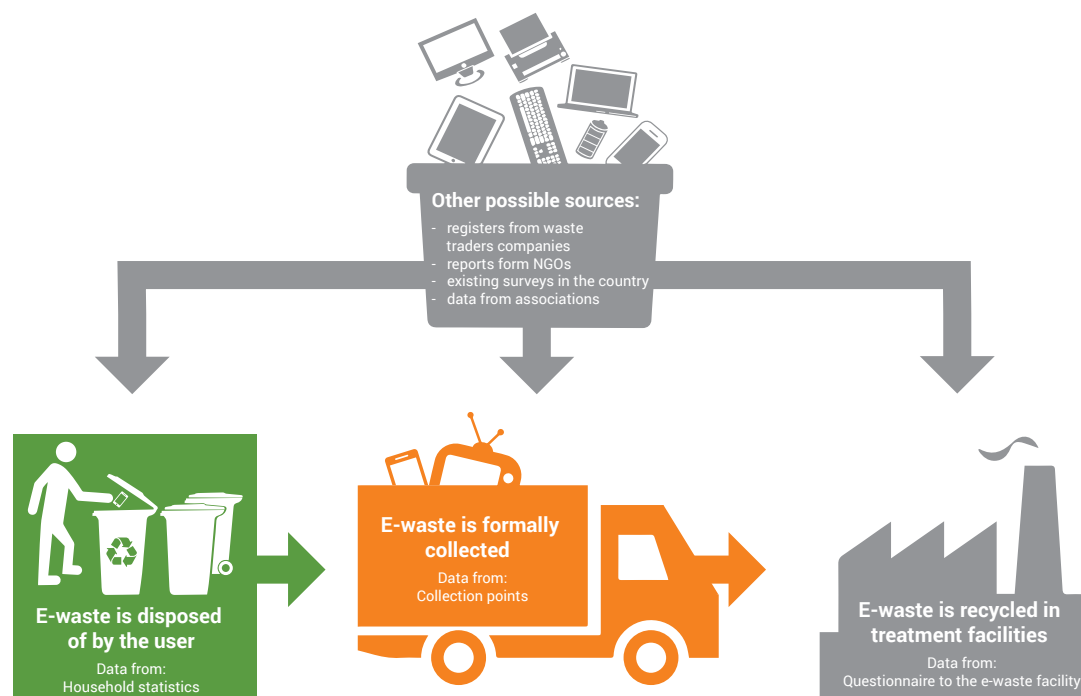 Other possible sources:
- registers from waste
traders companies
- reports form NGOs
- existing surveys in the country
- data from associations
E-waste is disposed
of by the user
Data from:
Household statistics
E-waste is formally
collected
Data from:
Collection points
E-waste is recycled in
treatment facilities
Data from:
Questionnaire to the e-waste facility